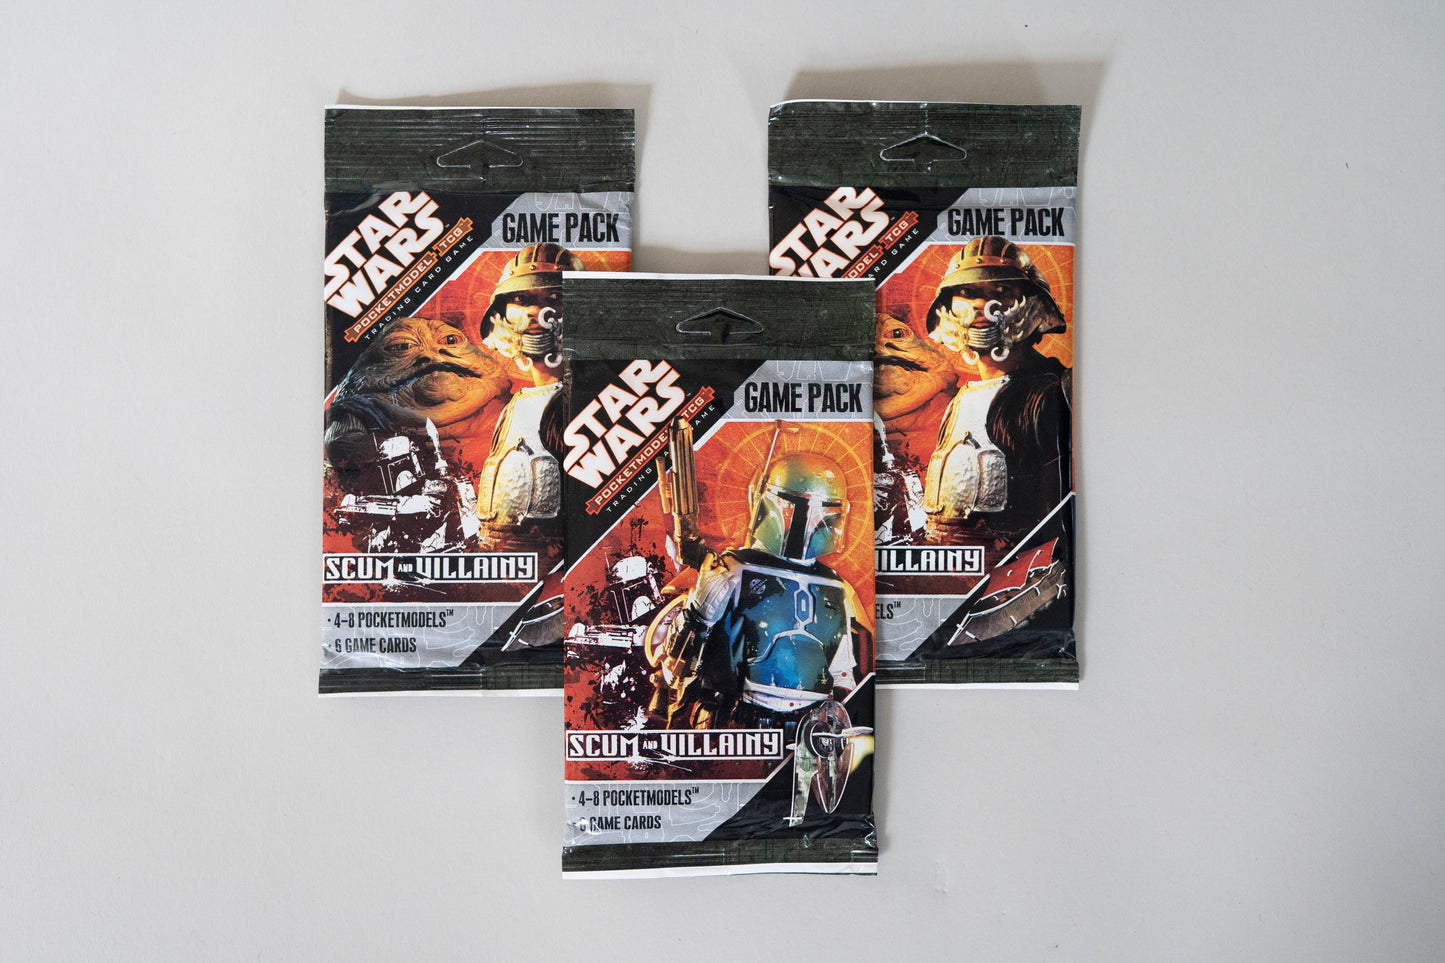 STAR
WARS
POCKETMODEL TCG
TRADING CARD GAME
GAME PACK
SCUM AND VILLAINY
• 4–8 POCKETMODELS™
• 6 GAME CARDS
STAR
WARS
POCKETMODEL TCG
CARD GAME
GAME PACK
VILLAINY
STAR
WARS
POCKETMODEL TCG
TRADING GAME
GAME PACK
SCUM AND VILLAINY
• 4–8 POCKETMODELS™
• 6 GAME CARDS